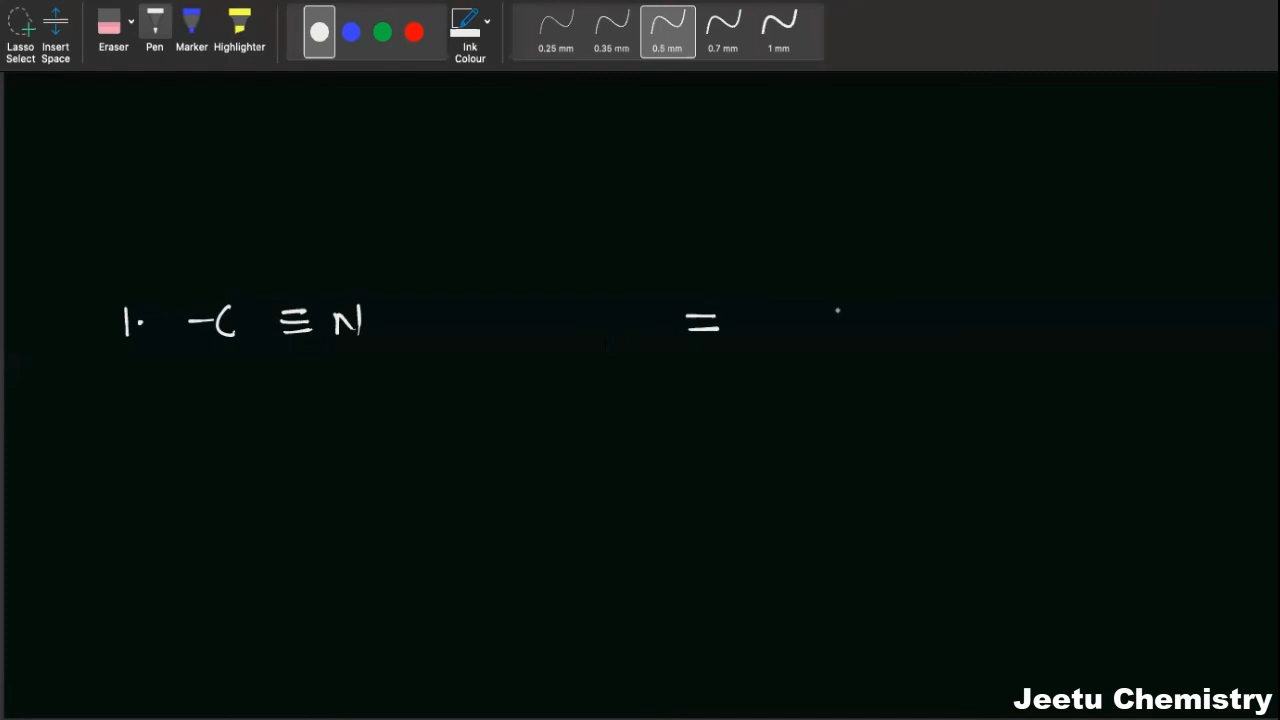 Lasso Select Insert Space Eraser Pen Marker Highlighter Ink Colour 0.25 mm 0.35 mm 0.5 mm 0.7 mm 1 mm
1. -C ≡ N =
Jeetu Chemistry